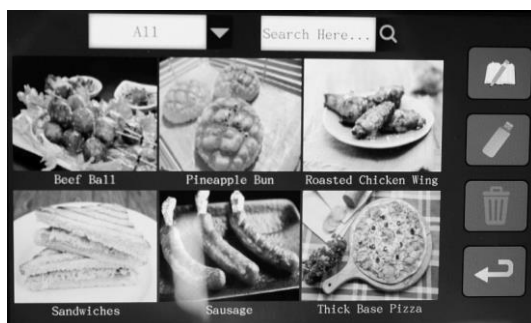 All
Search Here...
Beef Ball
Pineapple Bun
Roasted Chicken Wing
Sandwiches
Sausage
Thick Base Pizza